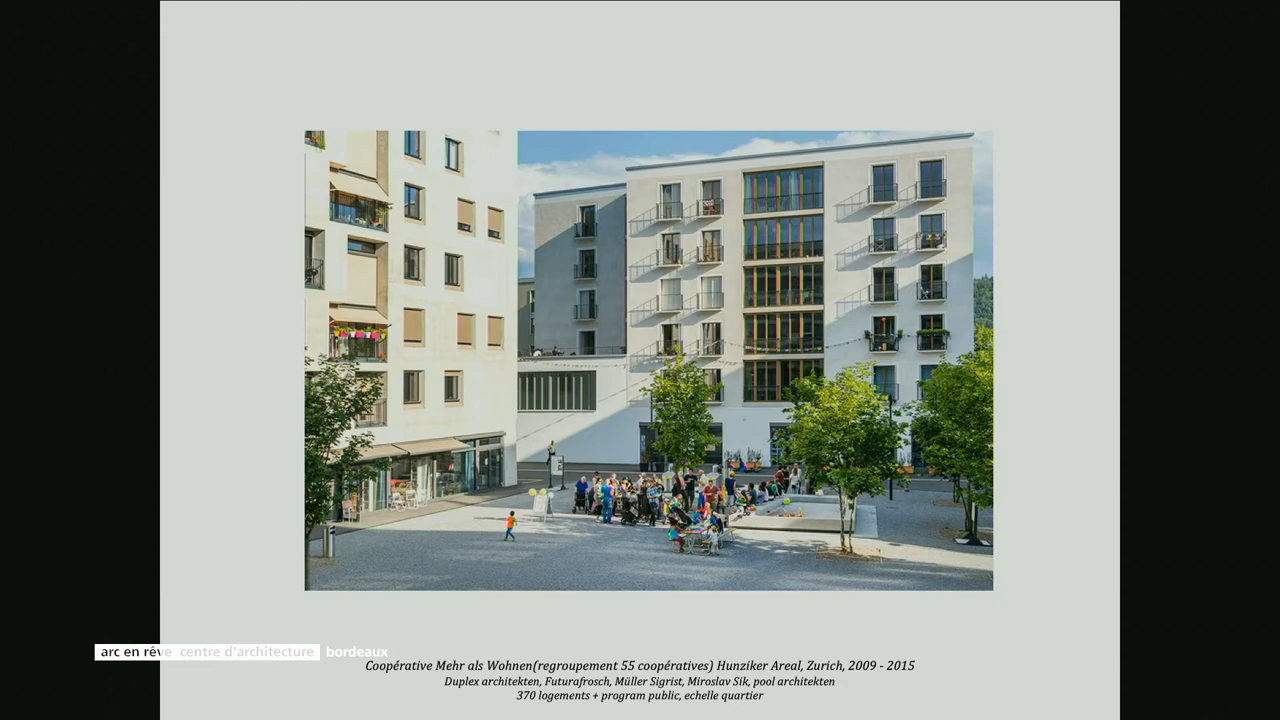 arc en rêve centre d'architecture bordeaux
Coopérative Mehr als Wohnen(regroupement 55 coopératives) Hunziker Areal, Zurich, 2009 - 2015
Duplex architekten, Futurafrosch, Müller Sigrist, Miroslav Sik, pool architekten
370 logements + program public, echelle quartier